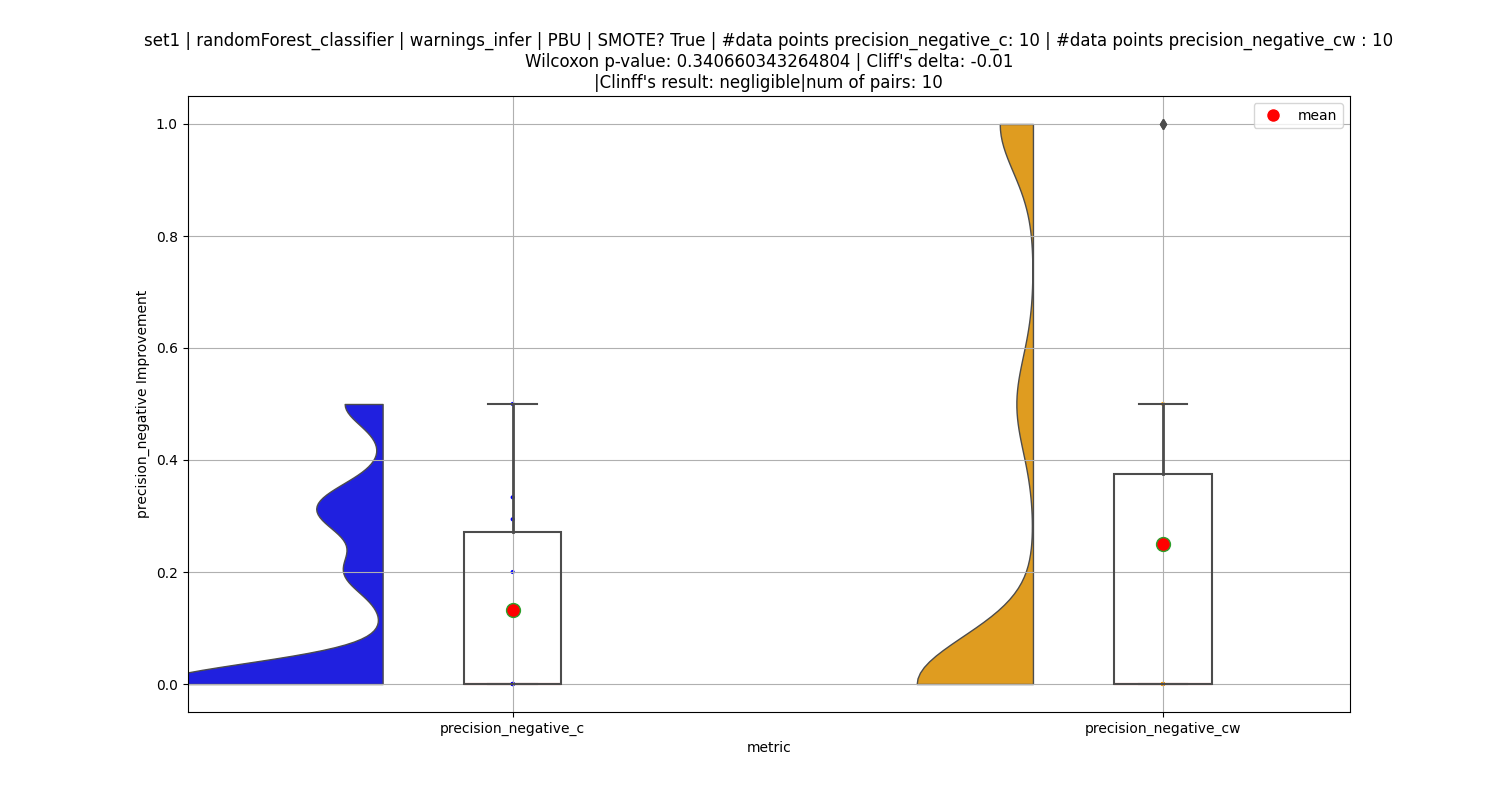 set1 | randomForest_classifier | warnings_infer | PBU | SMOTE? True | #data points precision_negative_c: 10 | #data points precision_negative_cw : 10
Wilcoxon p-value: 0.340660343264804 | Cliff's delta: -0.01
|Clinff's result: negligible|num of pairs: 10
mean
precision_negative Improvement
1.0
0.8
0.6
0.4
0.2
0.0
precision_negative_c
precision_negative_cw
metric